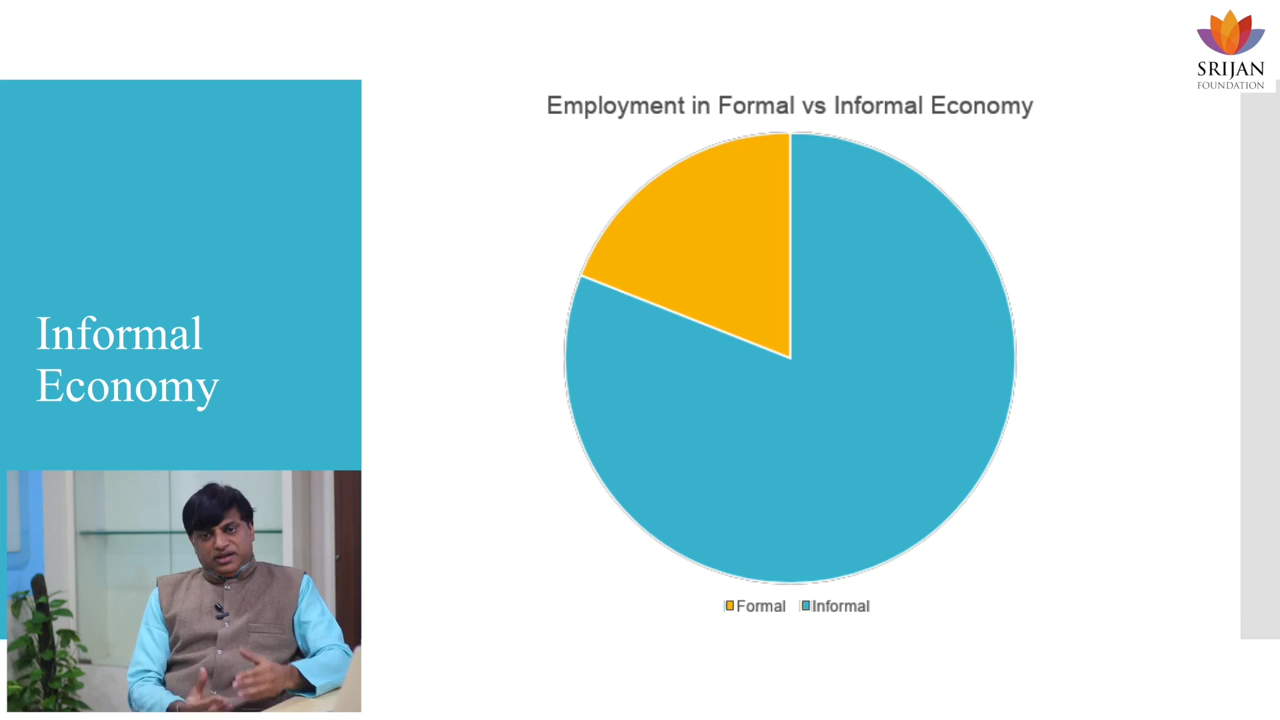 SRIJAN
FOUNDATION
Employment in Formal vs Informal Economy
Informal
Economy
Formal Informal